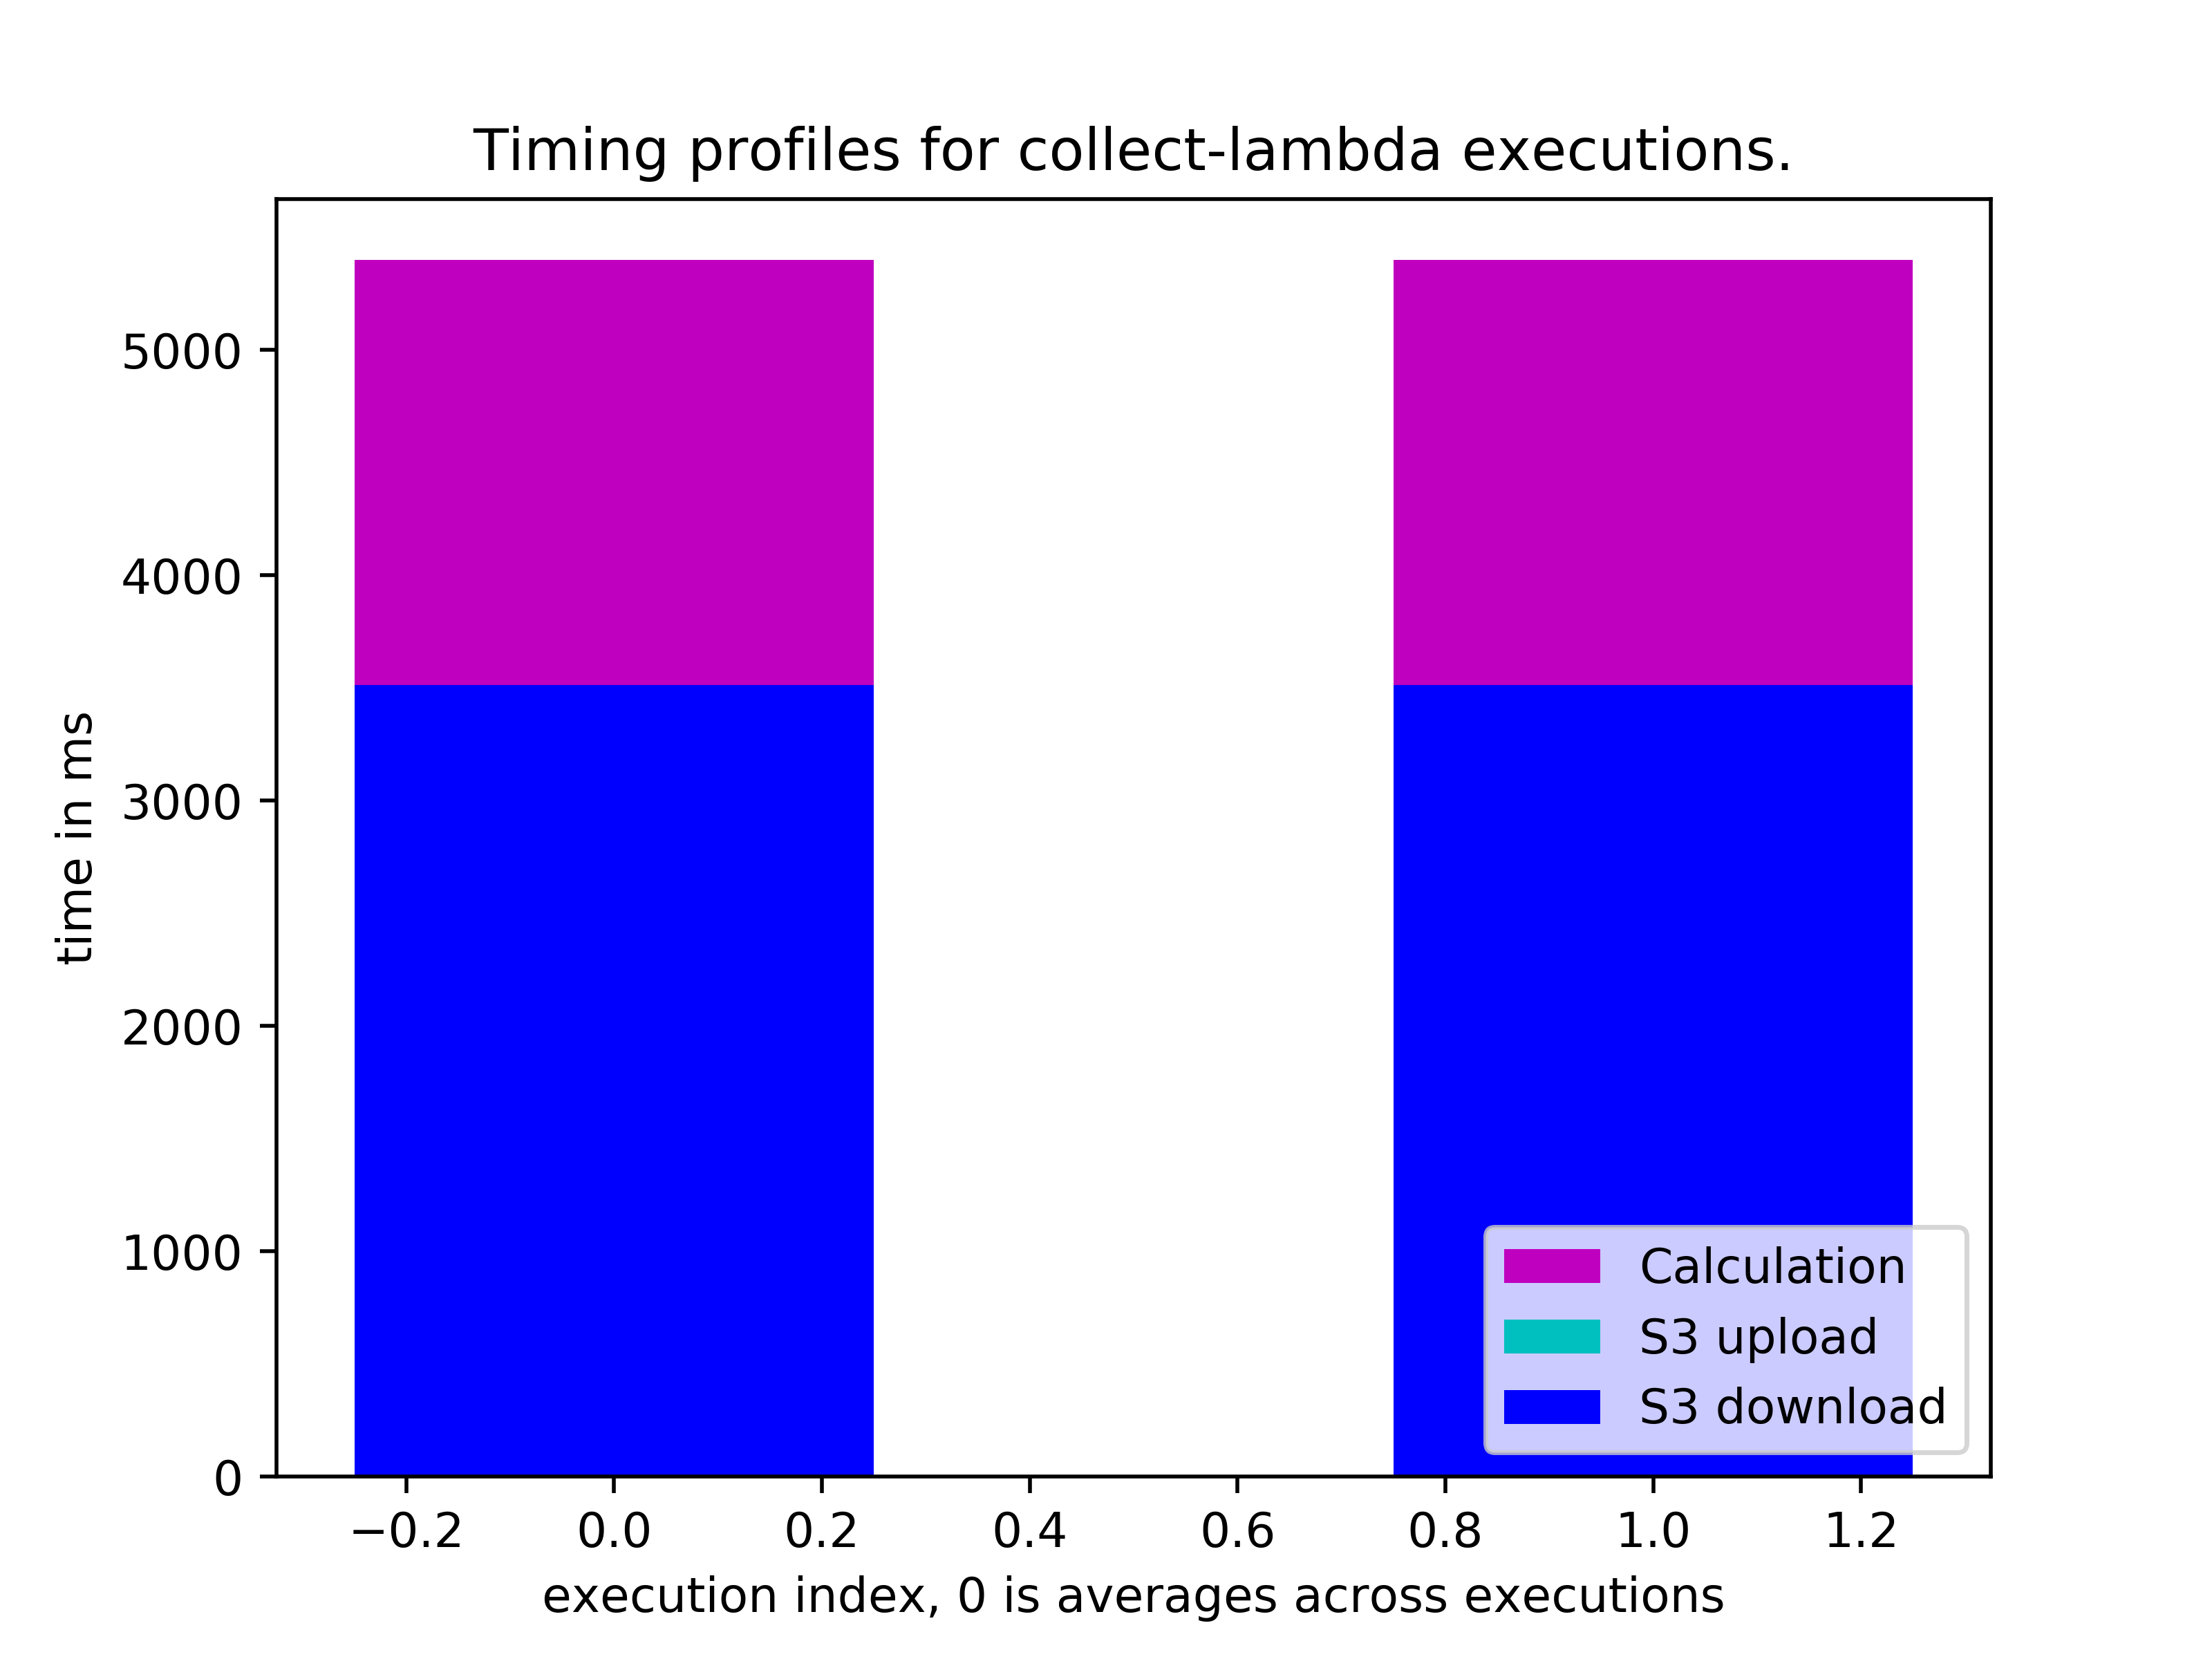 Timing profiles for collect-lambda executions.
5000
4000
3000
2000
1000
0
time in ms
Calculation
S3 upload
S3 download
−0.2 0.0 0.2 0.4 0.6 0.8 1.0 1.2
execution index, 0 is averages across executions